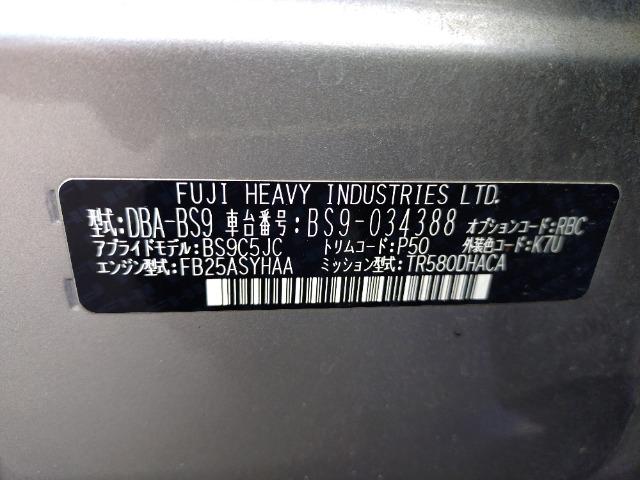 FUJI HEAVY INDUSTRIES LTD.
型式:DBA-BS9 車台番号:BS9-034388 オプションコード:RBC
アプライドモデル:BS9C5JC トリムコード:P50 外装色コード:K7U
エンジン型式:FB25ASYHAA ミッション型式:TR580DHACA